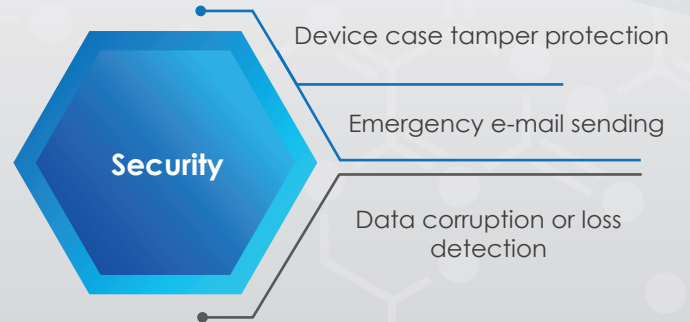 Device case tamper protection
Emergency e-mail sending
Security
Data corruption or loss
detection